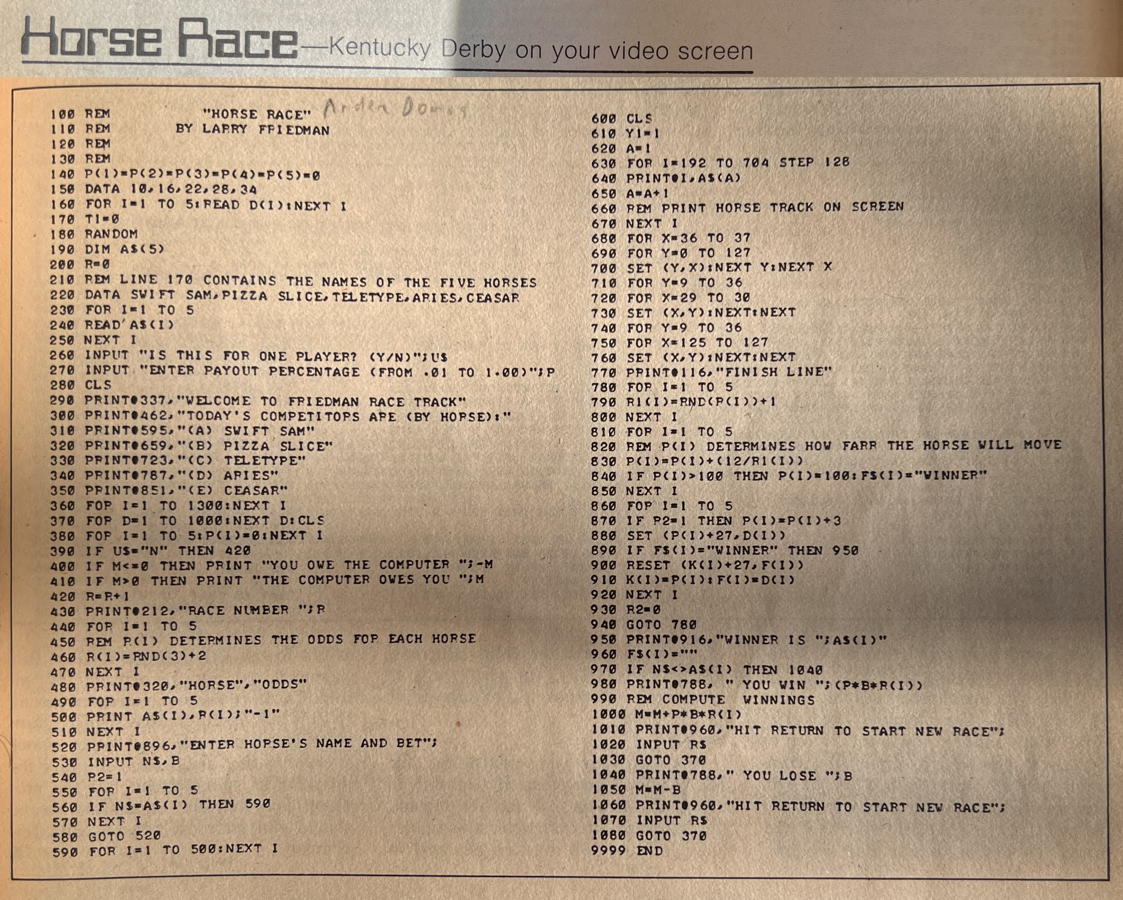 Horse Race—Kentucky Derby on your video screen
Arden
100 REM "HORSE RACE"
110 REM BY LARRY FRIEDMAN
120 REM
130 REM
140 P(1)=P(2)=P(3)=P(4)=P(5)=0
150 DATA 10,16,22,28,34
160 FOR I=1 TO 5:READ D(I):NEXT I
170 T1=0
180 RANDOM
190 DIM A$(5)
200 R=0
210 REM LINE 170 CONTAINS THE NAMES OF THE FIVE HORSES
220 DATA SWIFT SAM,PIZZA SLICE,TELETYPE,ARIES,CEASAR
230 FOR I=1 TO 5
240 READ A$(I)
250 NEXT I
260 INPUT "IS THIS FOR ONE PLAYER? (Y/N)";U$
270 INPUT "ENTER PAYOUT PERCENTAGE (FROM .01 TO 1.00)";P
280 CLS
290 PRINT@337,"WELCOME TO FRIEDMAN RACE TRACK"
300 PRINT@462,"TODAY'S COMPETITORS ARE (BY HORSE):"
310 PRINT@595,"(A) SWIFT SAM"
320 PRINT@659,"(B) PIZZA SLICE"
330 PRINT@723,"(C) TELETYPE"
340 PRINT@787,"(D) ARIES"
350 PRINT@851,"(E) CEASAR"
360 FOR I=1 TO 1300:NEXT I
370 FOR D=1 TO 1000:NEXT D:CLS
380 FOR I=1 TO 5:P(I)=0:NEXT I
390 IF U$="N" THEN 420
400 IF M<=0 THEN PRINT "YOU OWE THE COMPUTER ";-M
410 IF M>0 THEN PRINT "THE COMPUTER OWES YOU ";M
420 R=R+1
430 PRINT@212,"RACE NUMBER ";R
440 FOR I=1 TO 5
450 REM R(I) DETERMINES THE ODDS FOR EACH HORSE
460 R(I)=RND(3)+2
470 NEXT I
480 PRINT@320,"HORSE","ODDS"
490 FOR I=1 TO 5
500 PRINT A$(I),R(I);"-1"
510 NEXT I
520 PRINT@896,"ENTER HORSE'S NAME AND BET";
530 INPUT N$,B
540 R2=1
550 FOR I=1 TO 5
560 IF N$=A$(I) THEN 590
570 NEXT I
580 GOTO 520
590 FOR I=1 TO 500:NEXT I
600 CLS
610 Y1=1
620 A=1
630 FOR I=192 TO 704 STEP 128
640 PRINT@I,A$(A)
650 A=A+1
660 REM PRINT HORSE TRACK ON SCREEN
670 NEXT I
680 FOR X=36 TO 37
690 FOR Y=0 TO 127
700 SET (Y,X):NEXT Y:NEXT X
710 FOR Y=9 TO 36
720 FOR X=29 TO 30
730 SET (X,Y):NEXT:NEXT
740 FOR Y=9 TO 36
750 FOR X=125 TO 127
760 SET (X,Y):NEXT:NEXT
770 PRINT@116,"FINISH LINE"
780 FOR I=1 TO 5
790 R1(I)=RND(R(I))+1
800 NEXT I
810 FOR I=1 TO 5
820 REM P(I) DETERMINES HOW FARR THE HORSE WILL MOVE
830 P(I)=P(I)+(12/R1(I))
840 IF P(I)>100 THEN P(I)=100:F$(I)="WINNER"
850 NEXT I
860 FOR I=1 TO 5
870 IF R2=1 THEN P(I)=P(I)+3
880 SET (P(I)+27,D(I))
890 IF F$(I)="WINNER" THEN 950
900 RESET (K(I)+27,F(I))
910 K(I)=P(I):F(I)=D(I)
920 NEXT I
930 R2=0
940 GOTO 780
950 PRINT@916,"WINNER IS ";A$(I)"
960 F$(I)=""
970 IF N$<>A$(I) THEN 1040
980 PRINT@788, " YOU WIN ";(P*B*R(I))
990 REM COMPUTE WINNINGS
1000 M=M+P*B*R(I)
1010 PRINT@960,"HIT RETURN TO START NEW RACE";
1020 INPUT R$
1030 GOTO 370
1040 PRINT@788," YOU LOSE ";B
1050 M=M-B
1060 PRINT@960,"HIT RETURN TO START NEW RACE";
1070 INPUT R$
1080 GOTO 370
9999 END